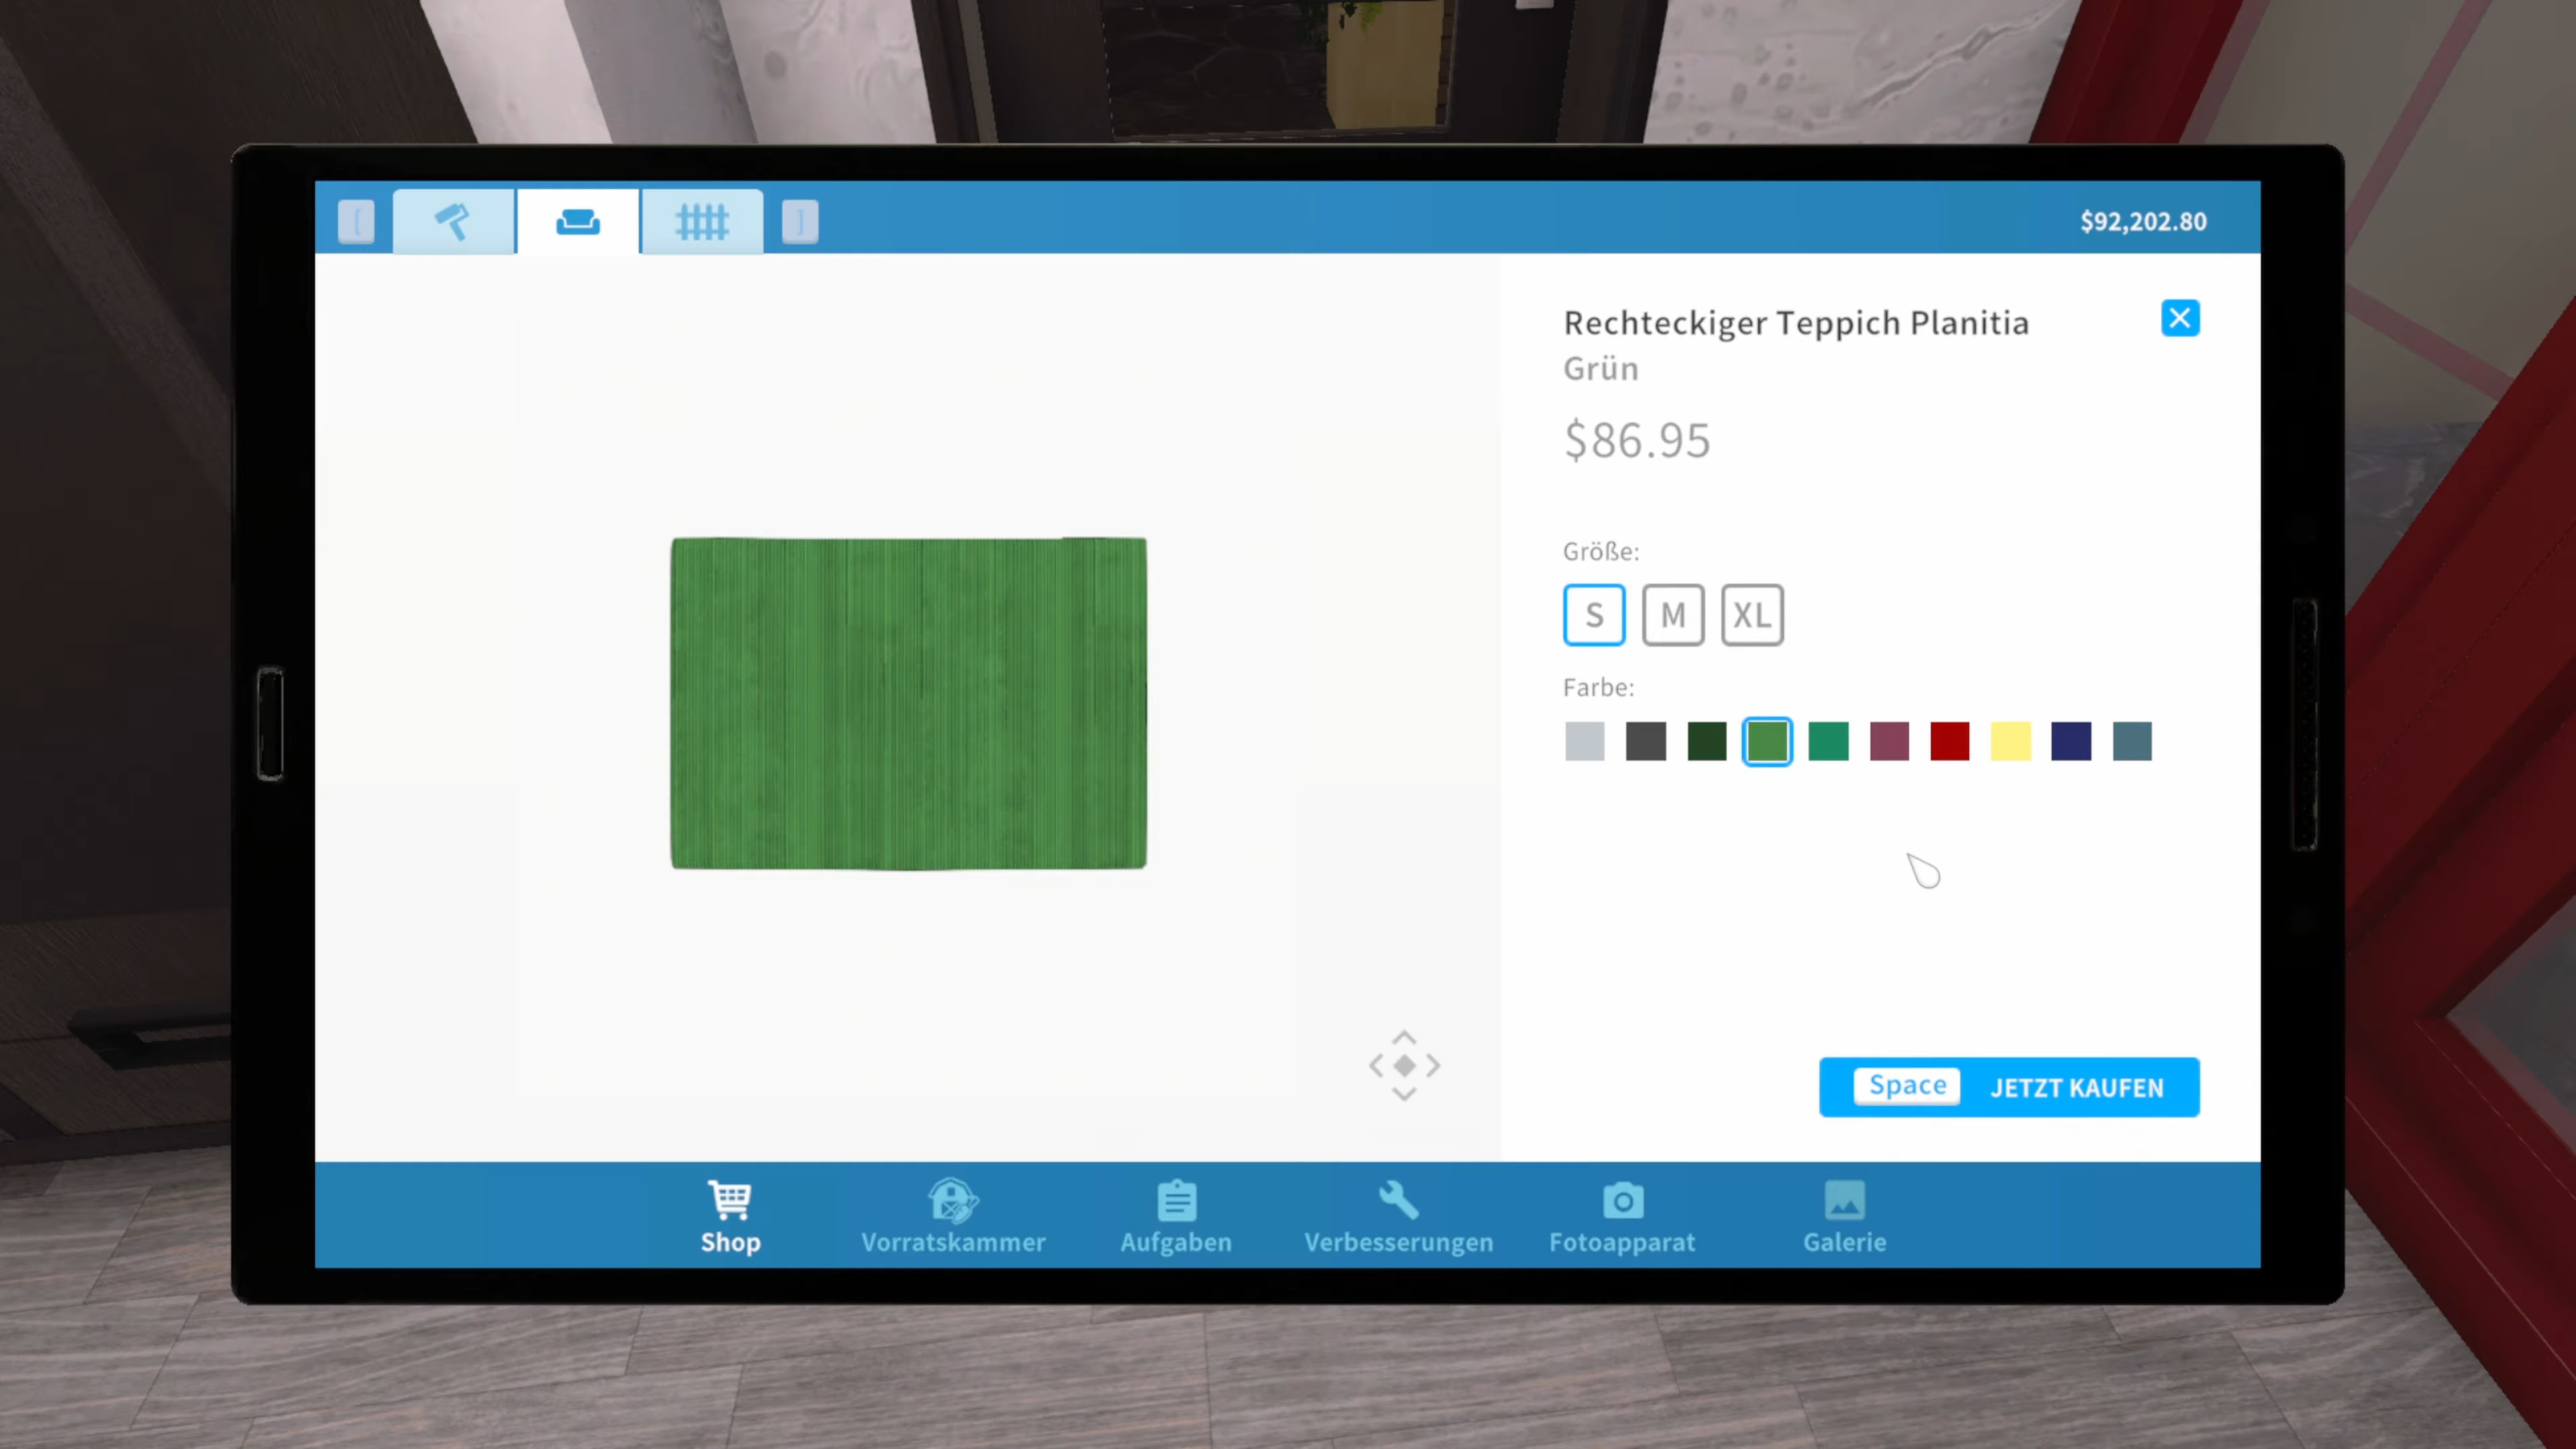 [
]
$92,202.80
Rechteckiger Teppich Planitia
Grün
$86.95
Größe:
S M XL
Farbe:
Space JETZT KAUFEN
Shop Vorratskammer Aufgaben Verbesserungen Fotoapparat Galerie